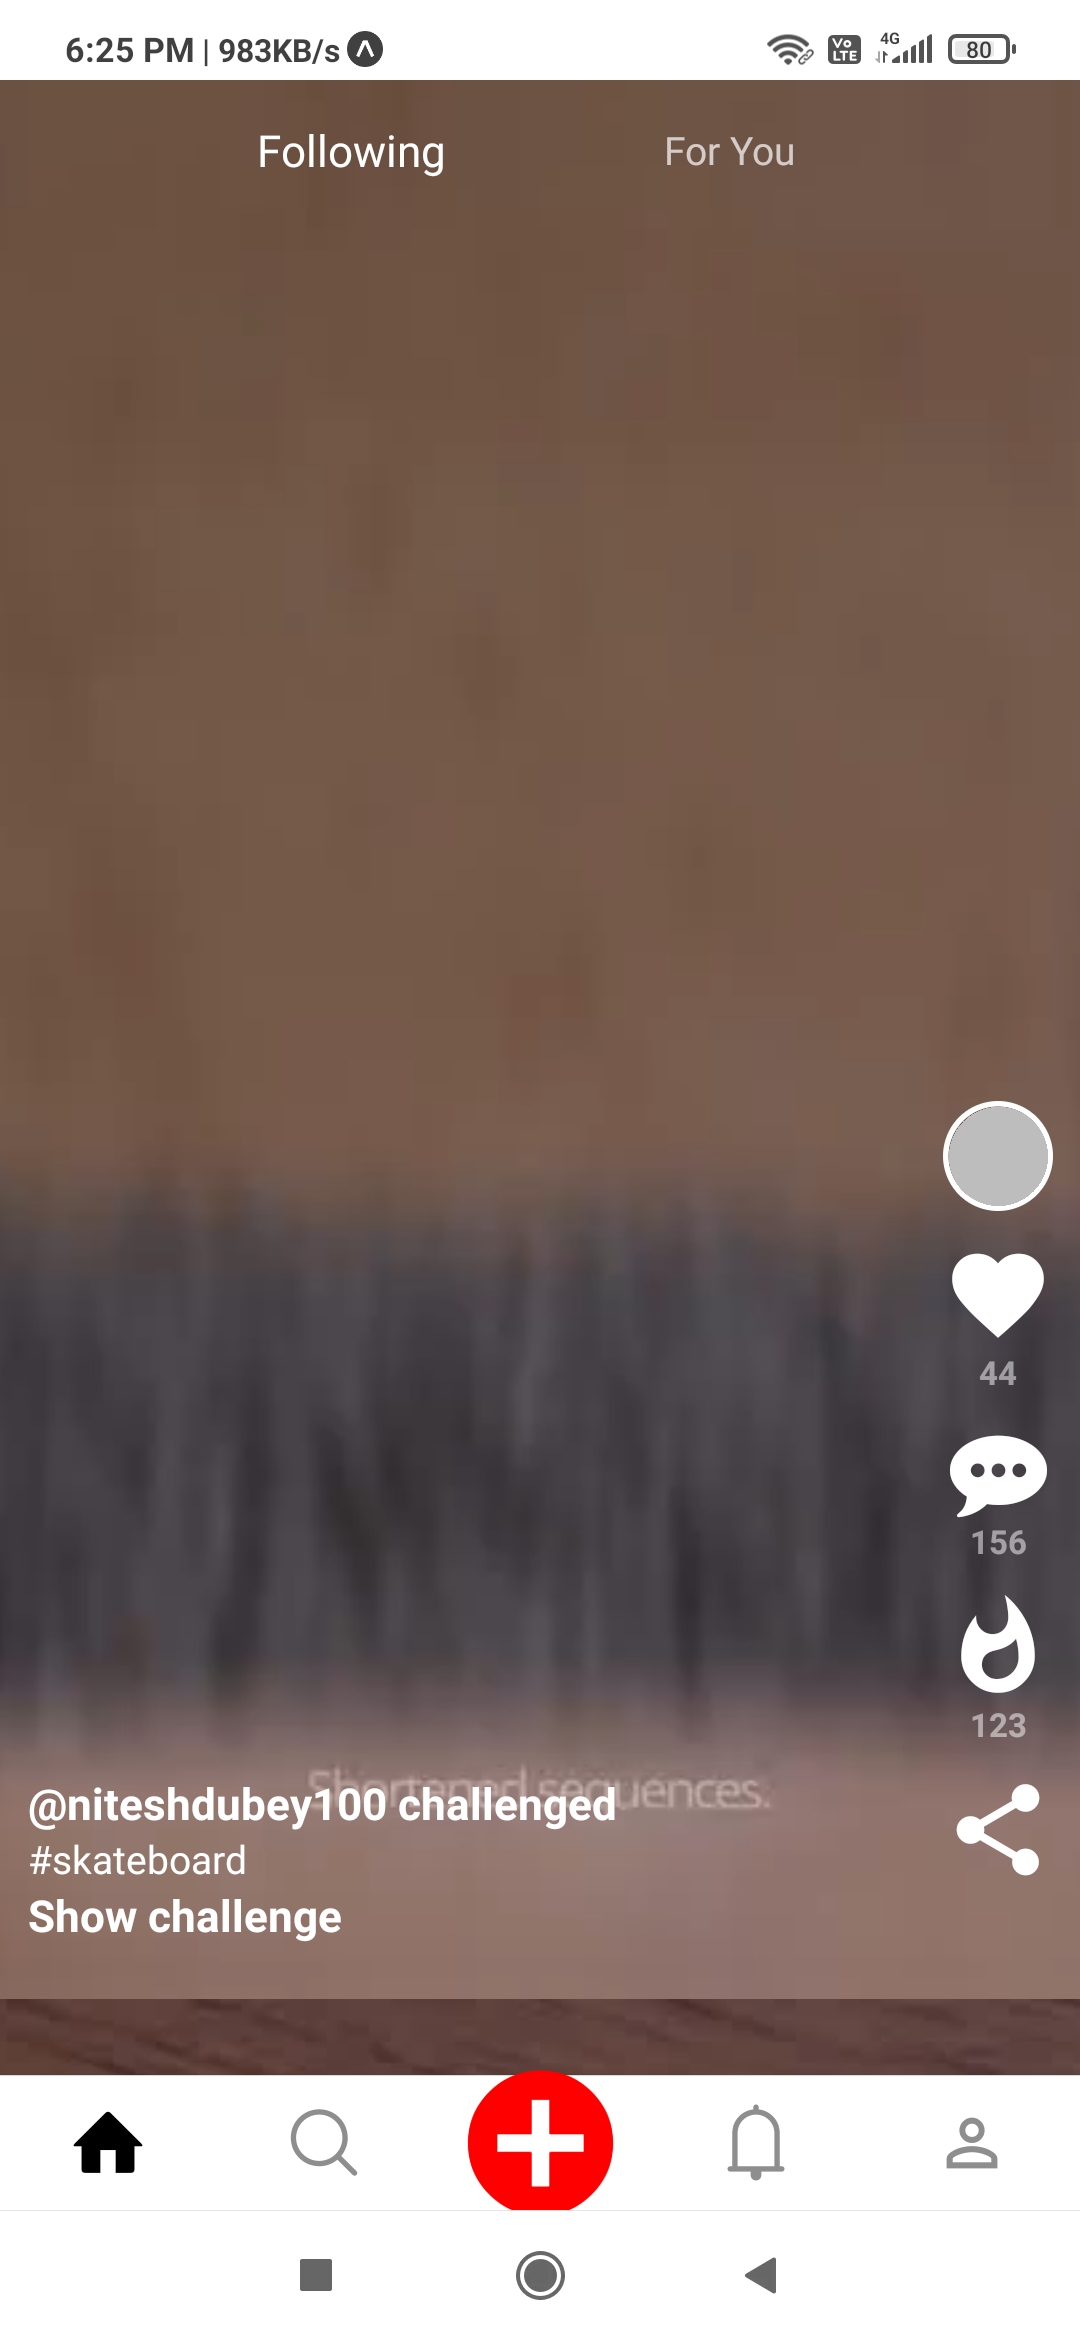 6:25 PM | 983KB/s
Vo LTE
4G
80
Following
For You
44
156
123
Shortened sequences.
@niteshdubey100 challenged
#skateboard
Show challenge